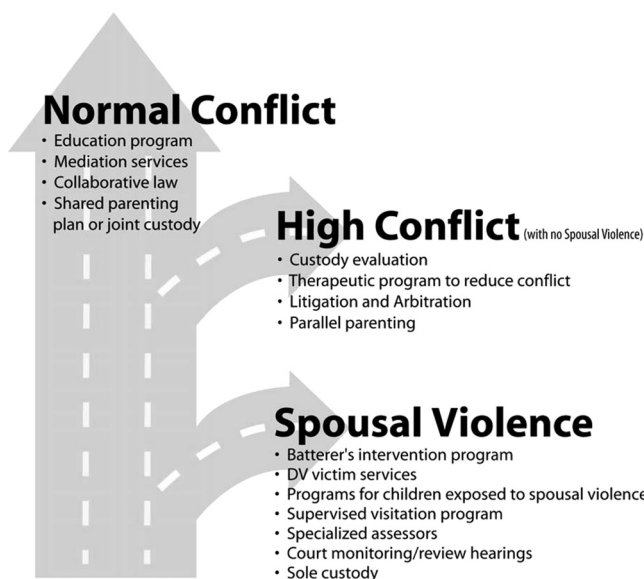 Normal Conflict
• Education program
• Mediation services
• Collaborative law
• Shared parenting
plan or joint custody
High Conflict (with no Spousal Violence)
• Custody evaluation
• Therapeutic program to reduce conflict
• Litigation and Arbitration
• Parallel parenting
Spousal Violence
• Batterer's intervention program
• DV victim services
• Programs for children exposed to spousal violence
• Supervised visitation program
• Specialized assessors
• Court monitoring/review hearings
• Sole custody